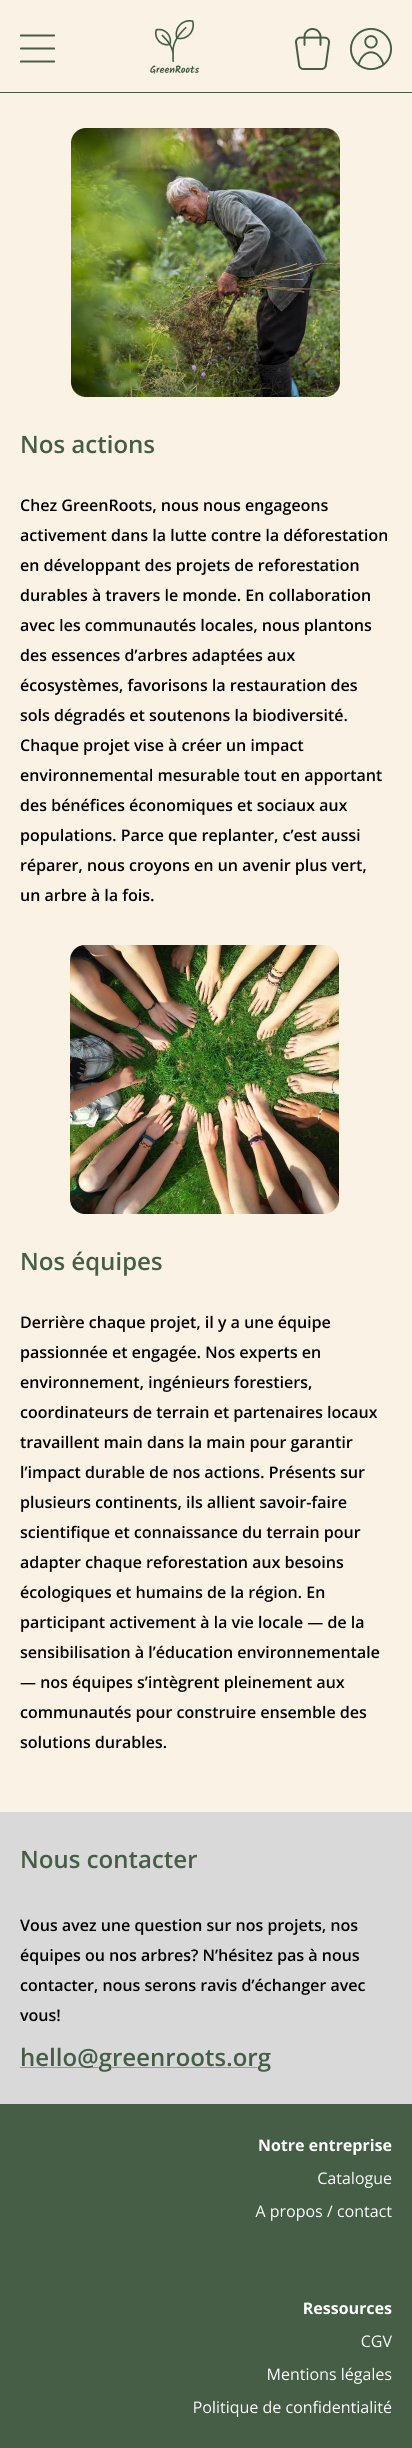 GreenRoots
Nos actions
Chez GreenRoots, nous nous engageons
activement dans la lutte contre la déforestation
en développant des projets de reforestation
durables à travers le monde. En collaboration
avec les communautés locales, nous plantons
des essences d’arbres adaptées aux
écosystèmes, favorisons la restauration des
sols dégradés et soutenons la biodiversité.
Chaque projet vise à créer un impact
environnemental mesurable tout en apportant
des bénéfices économiques et sociaux aux
populations. Parce que replanter, c’est aussi
réparer, nous croyons en un avenir plus vert,
un arbre à la fois.
Nos équipes
Derrière chaque projet, il y a une équipe
passionnée et engagée. Nos experts en
environnement, ingénieurs forestiers,
coordinateurs de terrain et partenaires locaux
travaillent main dans la main pour garantir
l’impact durable de nos actions. Présents sur
plusieurs continents, ils allient savoir-faire
scientifique et connaissance du terrain pour
adapter chaque reforestation aux besoins
écologiques et humains de la région. En
participant activement à la vie locale — de la
sensibilisation à l’éducation environnementale
— nos équipes s’intègrent pleinement aux
communautés pour construire ensemble des
solutions durables.
Nous contacter
Vous avez une question sur nos projets, nos
équipes ou nos arbres? N’hésitez pas à nous
contacter, nous serons ravis d’échanger avec
vous!
hello@greenroots.org
Notre entreprise
Catalogue
A propos / contact
Ressources
CGV
Mentions légales
Politique de confidentialité